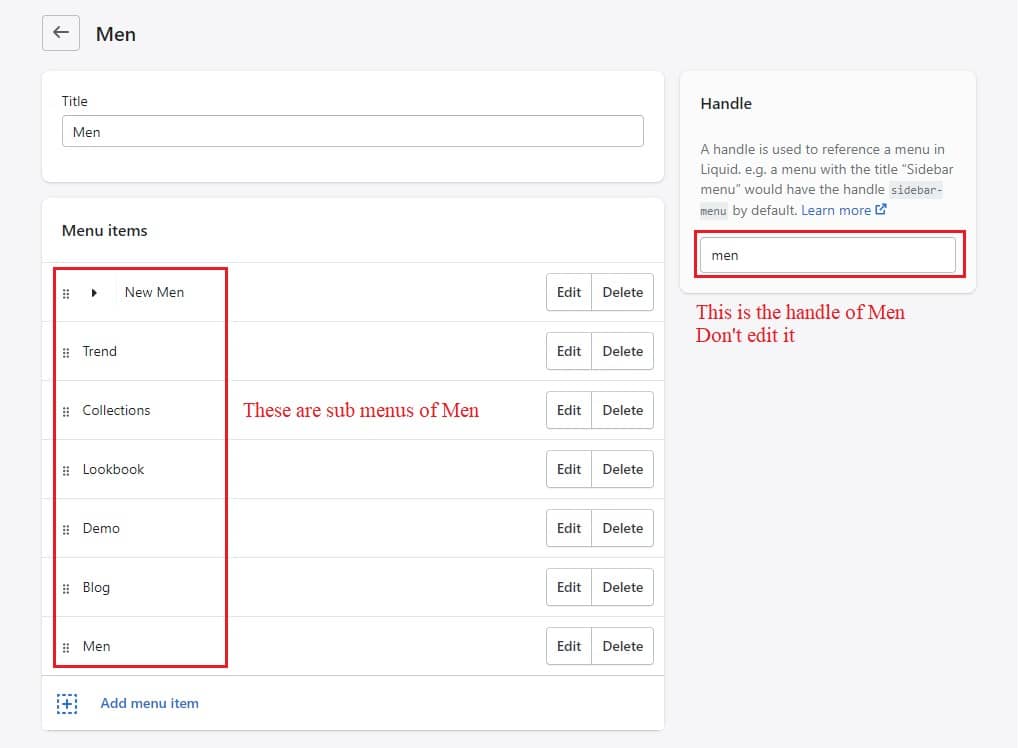 Men
Title
Men
Menu items
New Men
Edit Delete
Trend
Edit Delete
Collections
These are sub menus of Men
Edit Delete
Lookbook
Edit Delete
Demo
Edit Delete
Blog
Edit Delete
Men
Edit Delete
Add menu item
Handle
A handle is used to reference a menu in
Liquid. e.g. a menu with the title “Sidebar
menu” would have the handle sidebar-
menu by default. Learn more
men
This is the handle of Men
Don't edit it